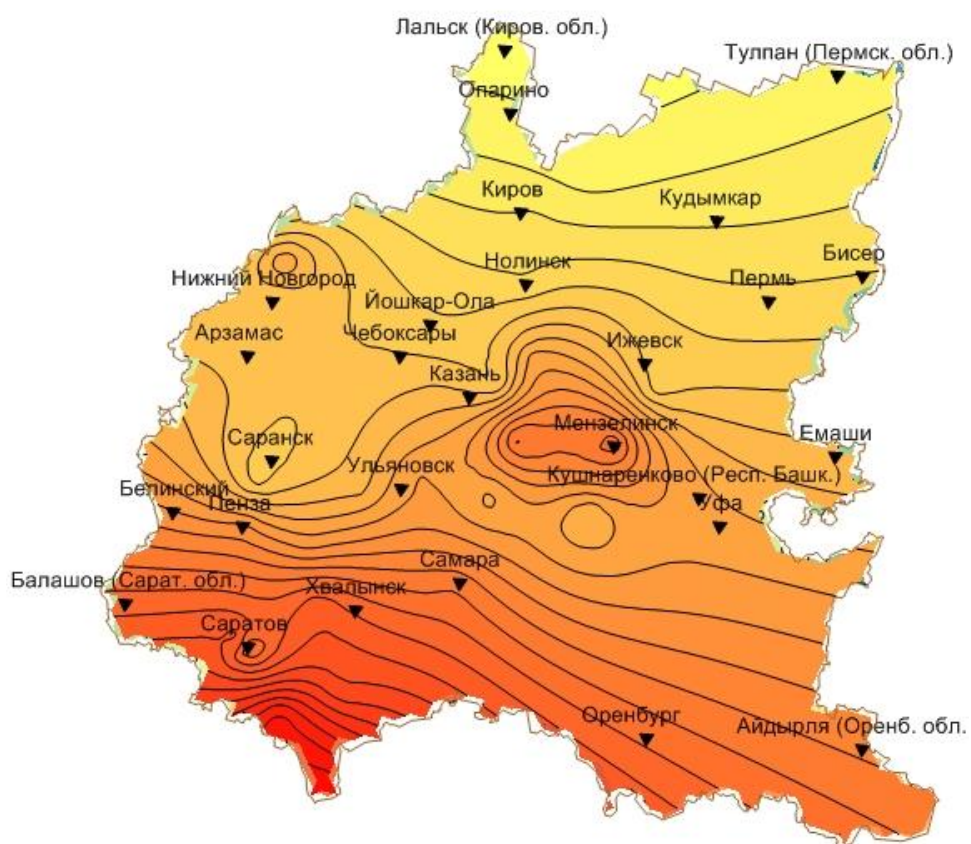 Лальск (Киров. обл.)
Тулпан (Пермск. обл.)
Опарино
Киров
Кудымкар
Бисер
Нолинск
Пермь
Нижний Новгород
Йошкар-Ола
Арзамас
Чебоксары
Ижевск
Казань
Мензелинск
Саранск
Емаши
Ульяновск
Кушнаренково (Респ. Башк.)
Белинский
Пенза
Уфа
Самара
Балашов (Сарат. обл.)
Хвалынск
Саратов
Оренбург
Айдырля (Оренб. обл.